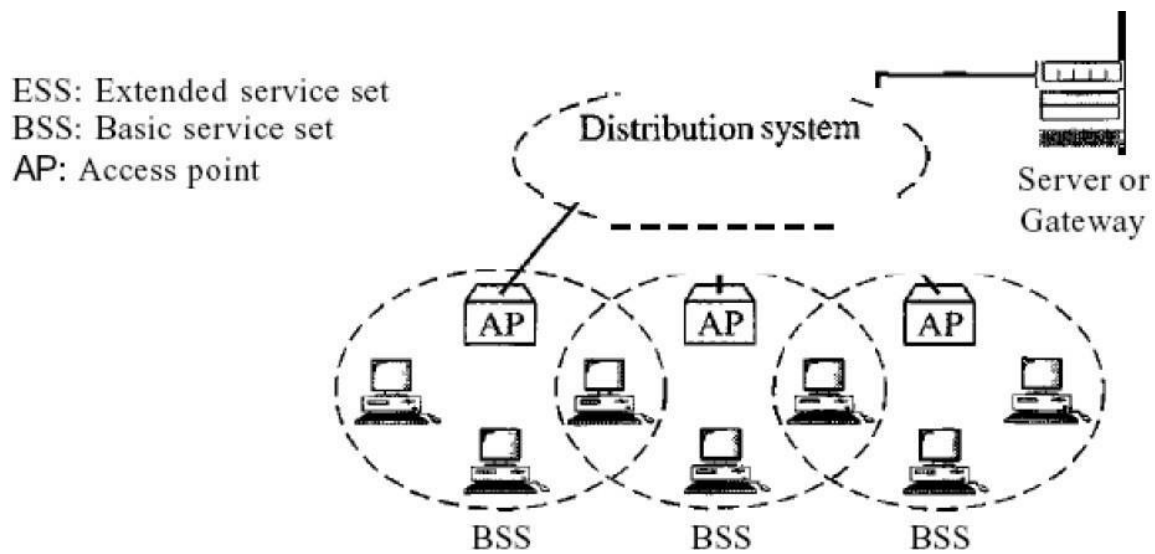 ESS: Extended service set
BSS: Basic service set
AP: Access point
Distribution system
Server or
Gateway
AP
AP
AP
BSS
BSS
BSS